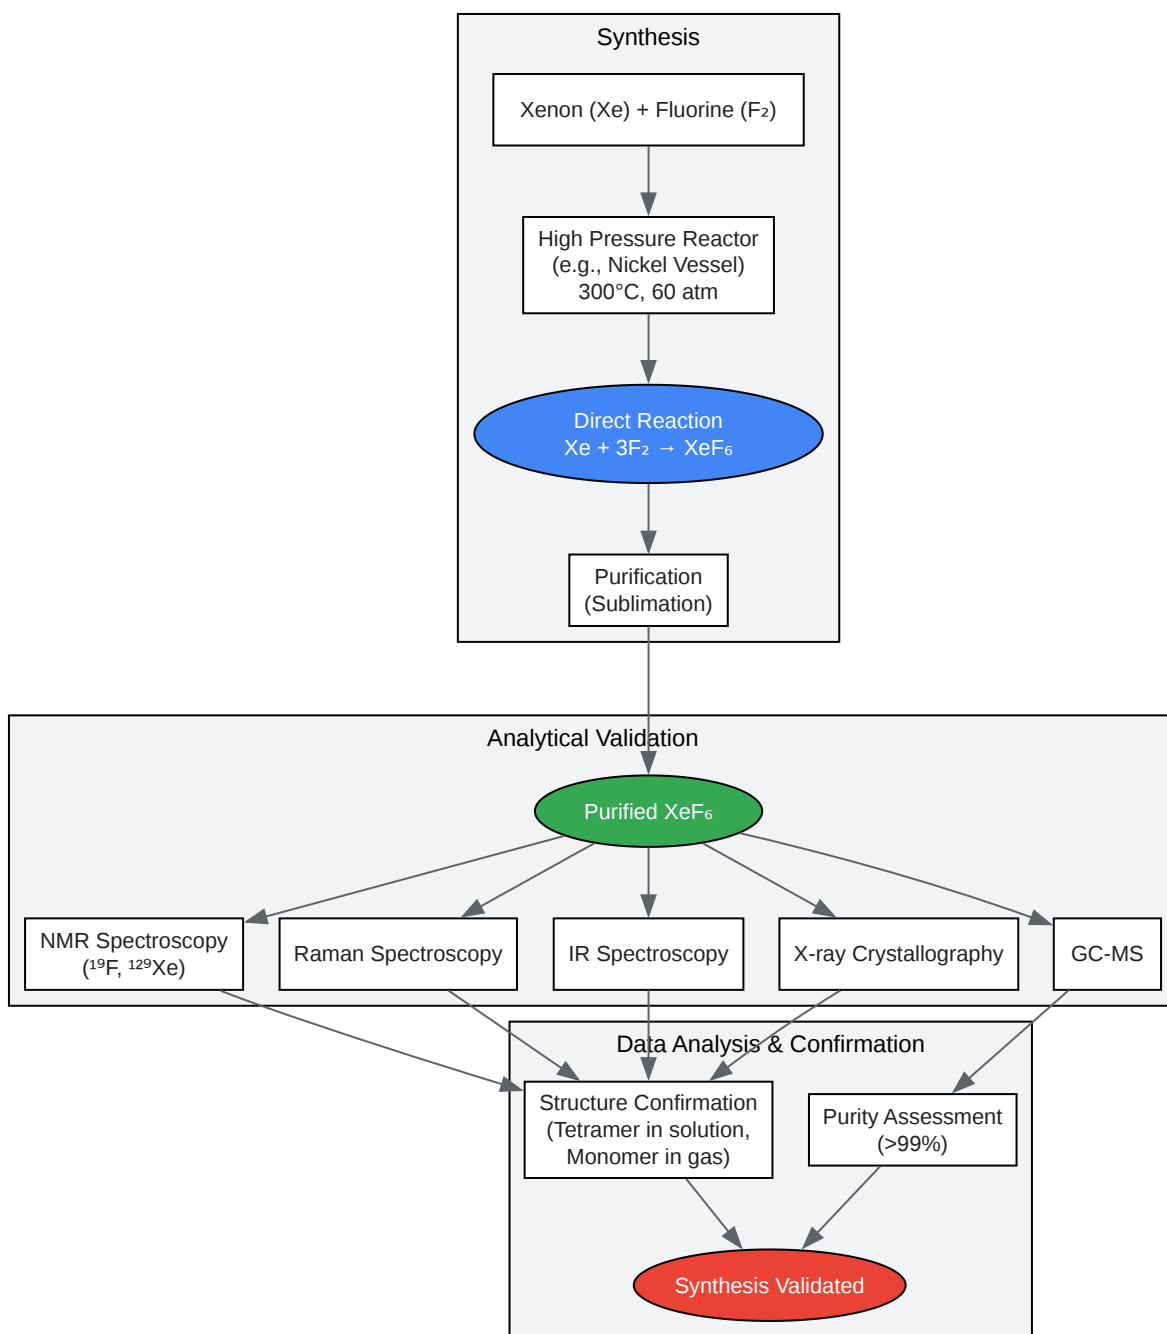 Synthesis
Xenon (Xe) + Fluorine (F₂)
High Pressure Reactor
(e.g., Nickel Vessel)
300°C, 60 atm
Direct Reaction
Xe + 3F₂ → XeF₆
Purification
(Sublimation)
Analytical Validation
Purified XeF₆
NMR Spectroscopy
(¹⁹F, ¹²⁹Xe)
Raman Spectroscopy
IR Spectroscopy
X-ray Crystallography
GC-MS
Data Analysis & Confirmation
Structure Confirmation
(Tetramer in solution,
Monomer in gas)
Purity Assessment
(>99%)
Synthesis Validated